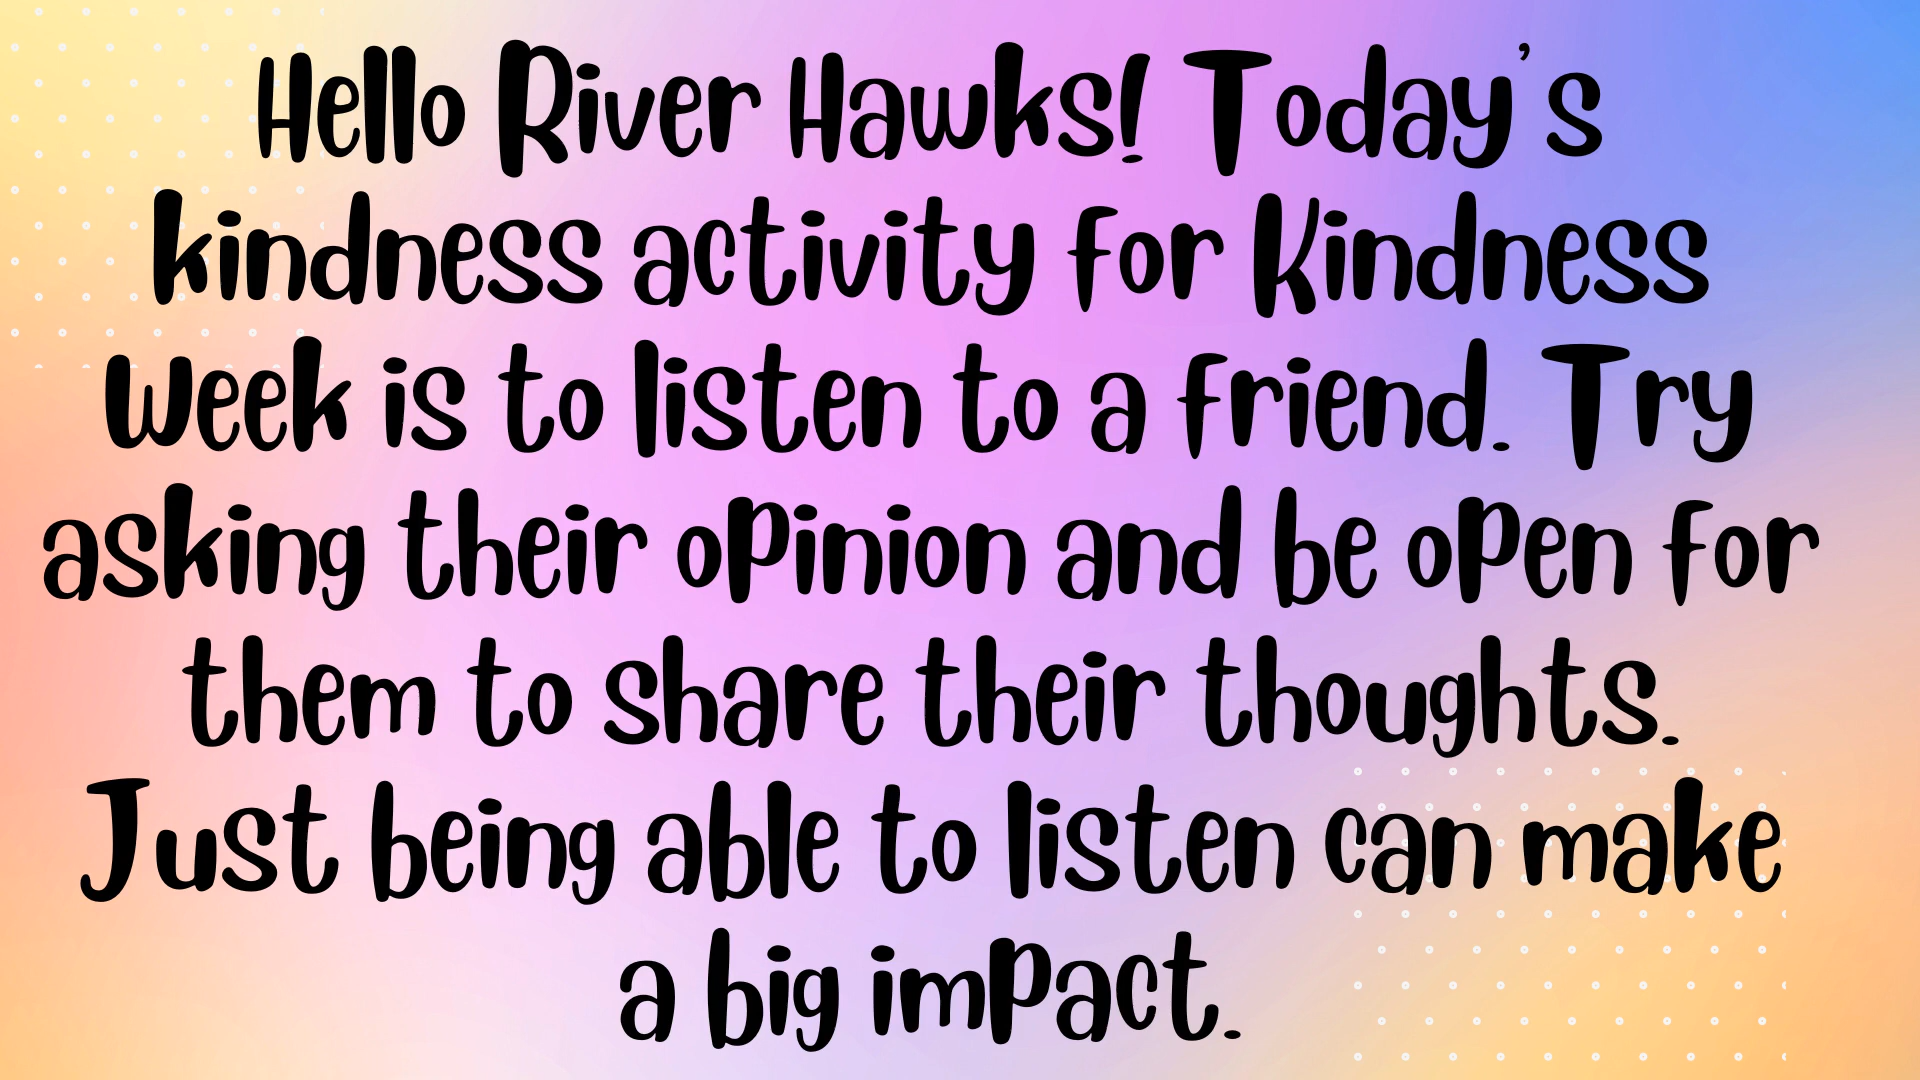 Hello River Hawks! Today's
kindness activity for Kindness
Week is to listen to a friend. Try
asking their opinion and be open for
them to share their thoughts.
Just being able to listen can make
a big impact.